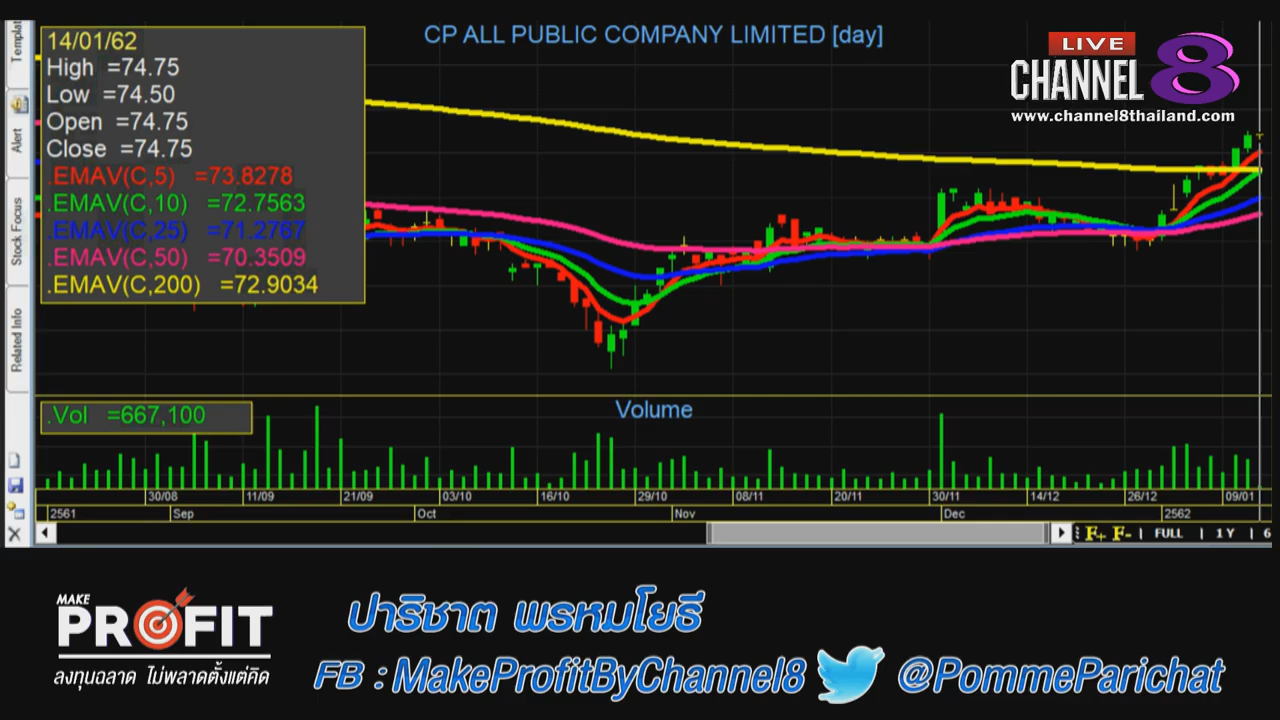 CP ALL PUBLIC COMPANY LIMITED [day]
LIVE
CHANNEL 8
www.channel8thailand.com
14/01/62
High =74.75
Low =74.50
Open =74.75
Close =74.75
.EMAV(C,5) =73.8278
.EMAV(C,10) =72.7563
.EMAV(C,25) =71.2767
.EMAV(C,50) =70.3509
.EMAV(C,200) =72.9034
Templat
Alert
Stock Focus
Related Info
.Vol =667,100
Volume
30/08 11/09 21/09 03/10 16/10 29/10 08/11 20/11 30/11 14/12 26/12 09/01
2561 Sep Oct Nov Dec 2562
F+ F- | FULL | 1Y | 6
MAKE
PROFIT
ลงทุนฉลาด ไม่พลาดตั้งแต่คิด
ปาริชาต พรหมโยธี
FB : MakeProfitByChannel8 @PommeParichat